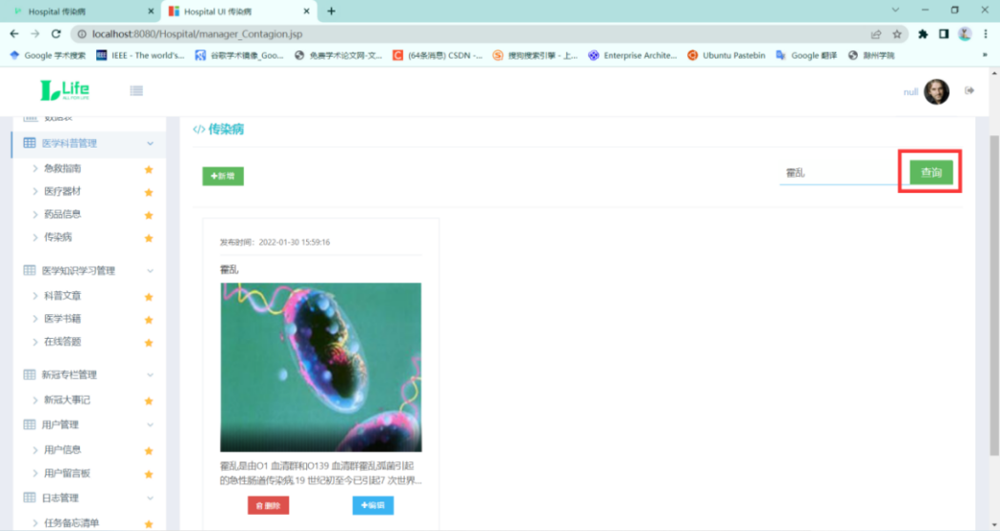 Hospital 传染病
Hospital UI 传染病
localhost:8080/Hospital/manager_Contagion.jsp
Google 学术搜索
IEEE - The world's...
谷歌学术镜像_Goo...
免费学术论文网-文...
(64条消息) CSDN -...
搜狗搜索引擎 - 上...
Enterprise Archite...
Ubuntu Pastebin
Google 翻译
滁州学院
Life
ALL FOR LIFE
null
数据表
医学科普管理
急救指南
医疗器材
药品信息
传染病
医学知识学习管理
科普文章
医学书籍
在线答题
新冠专栏管理
新冠大事记
用户管理
用户信息
用户留言板
日志管理
任务备忘清单
</> 传染病
+新增
霍乱
查询
发布时间: 2022-01-30 15:59:16
霍乱
霍乱是由O1 血清群和O139 血清群霍乱弧菌引起
的急性肠道传染病,19 世纪初至今已引起7 次世界...
删除
+编辑